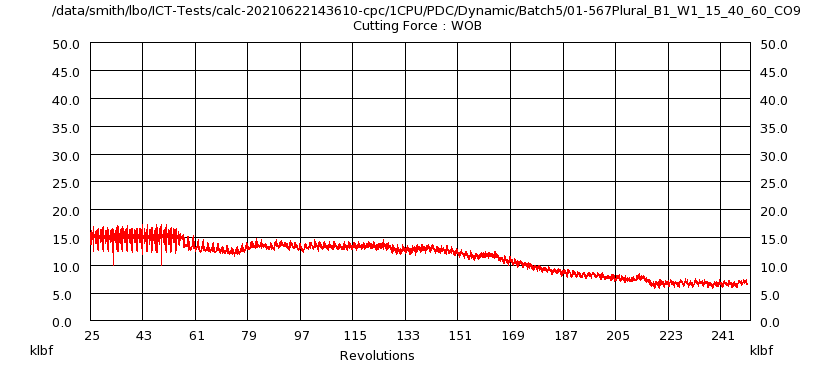 /data/smith/lbo/ICT-Tests/calc-20210622143610-cpc/1CPU/PDC/Dynamic/Batch5/01-567Plural_B1_W1_15_40_60_CO9
Cutting Force : WOB
50.0 50.0
45.0 45.0
40.0 40.0
35.0 35.0
30.0 30.0
25.0 25.0
20.0 20.0
15.0 15.0
10.0 10.0
5.0 5.0
0.0 0.0
25 43 61 79 97 115 133 151 169 187 205 223 241
klbf Revolutions klbf